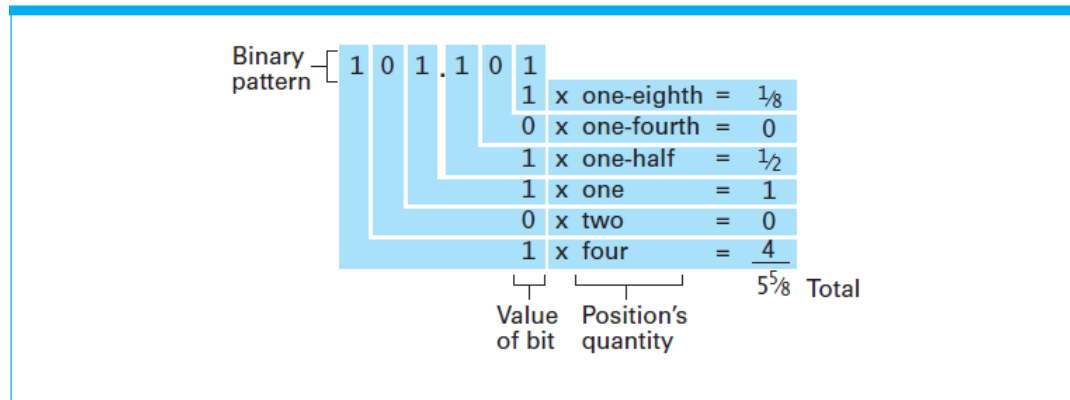 Binary pattern 1 0 1 . 1 0 1
1 x one-eighth = ⅛
0 x one-fourth = 0
1 x one-half = ½
1 x one = 1
0 x two = 0
1 x four = 4
5⅝ Total
Value of bit
Position's quantity